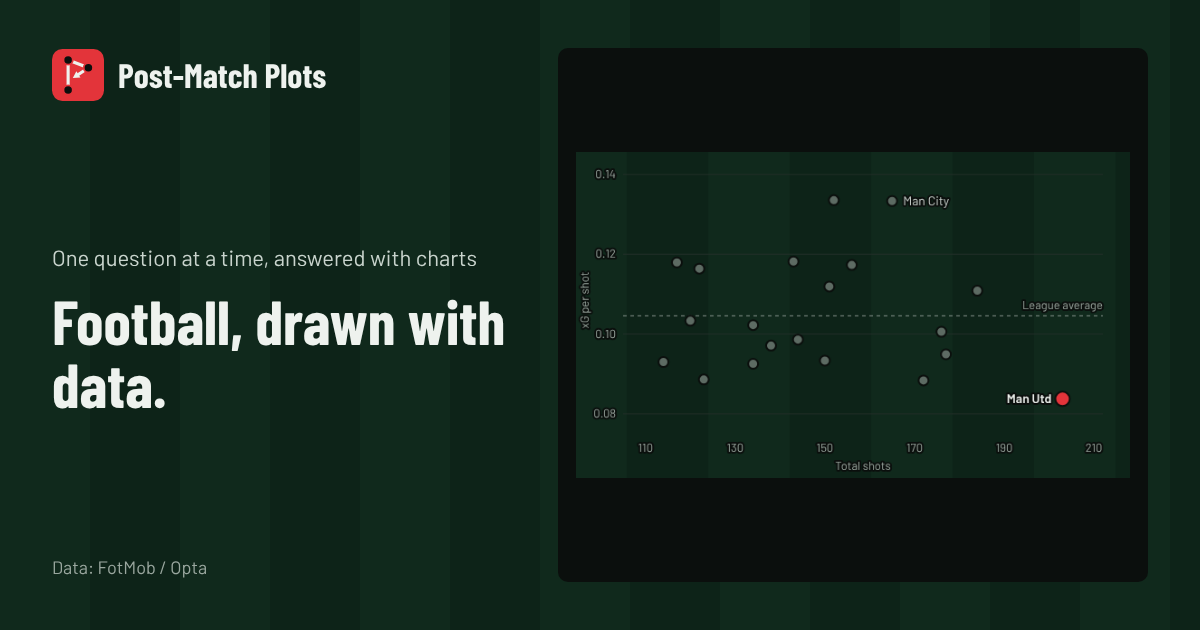 Post-Match Plots
One question at a time, answered with charts
Football, drawn with
data.
Data: FotMob / Opta
0.14
Man City
0.12
xG per shot
League average
0.10
Man Utd
0.08
110 130 150 170 190 210
Total shots